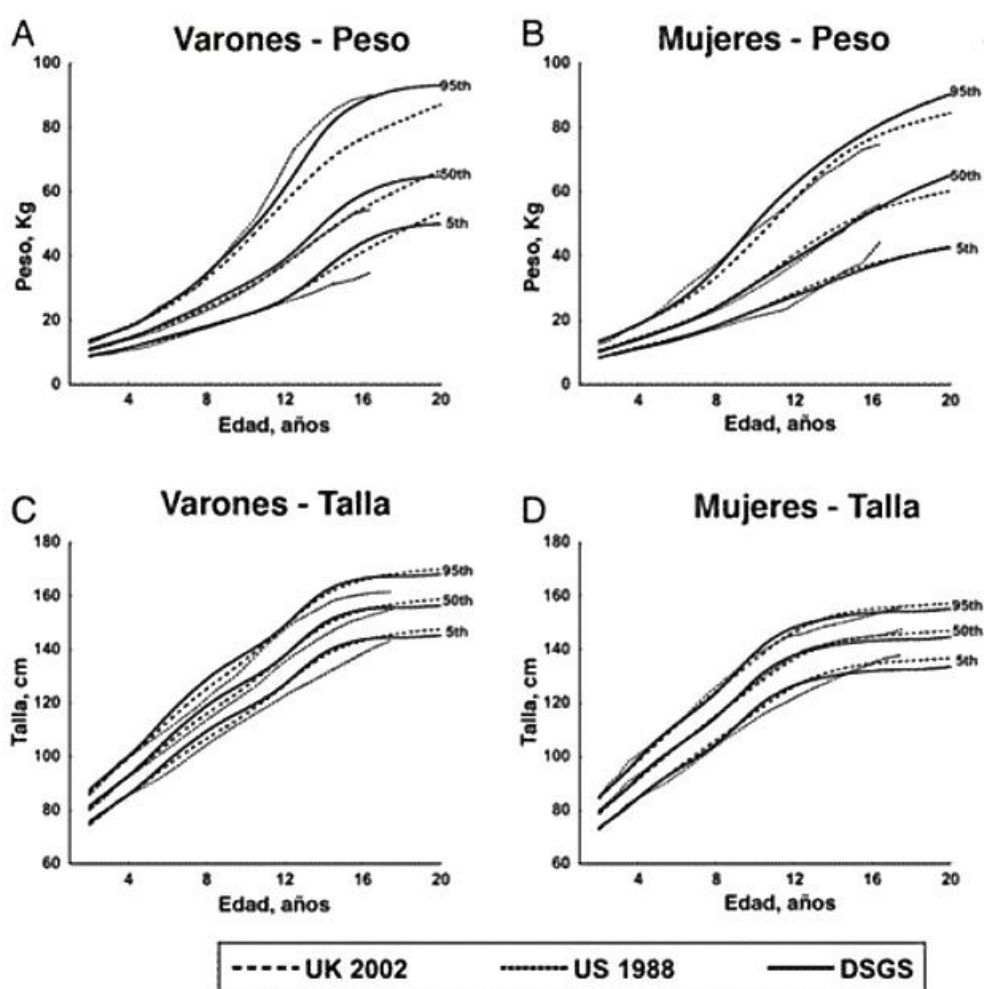 A
Varones - Peso
Peso, Kg
100
80
60
40
20
0
95th
50th
5th
4 8 12 16 20
Edad, años
B
Mujeres - Peso
Peso, Kg
100
80
60
40
20
0
95th
50th
5th
4 8 12 16 20
Edad, años
C
Varones - Talla
Talla, cm
180
160
140
120
100
80
60
95th
50th
5th
4 8 12 16 20
Edad, años
D
Mujeres - Talla
Talla, cm
180
160
140
120
100
80
60
95th
50th
5th
4 8 12 16 20
Edad, años
UK 2002 US 1988 DSGS